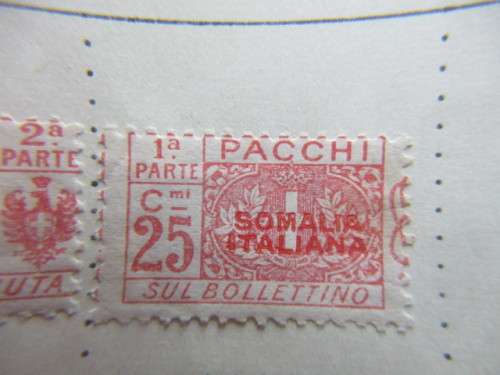 2ª
PARTE
UTA
1ª.
PARTE
PACCHI
Cmi
25
SOMALIA
ITALIANA
SUL BOLLETTINO